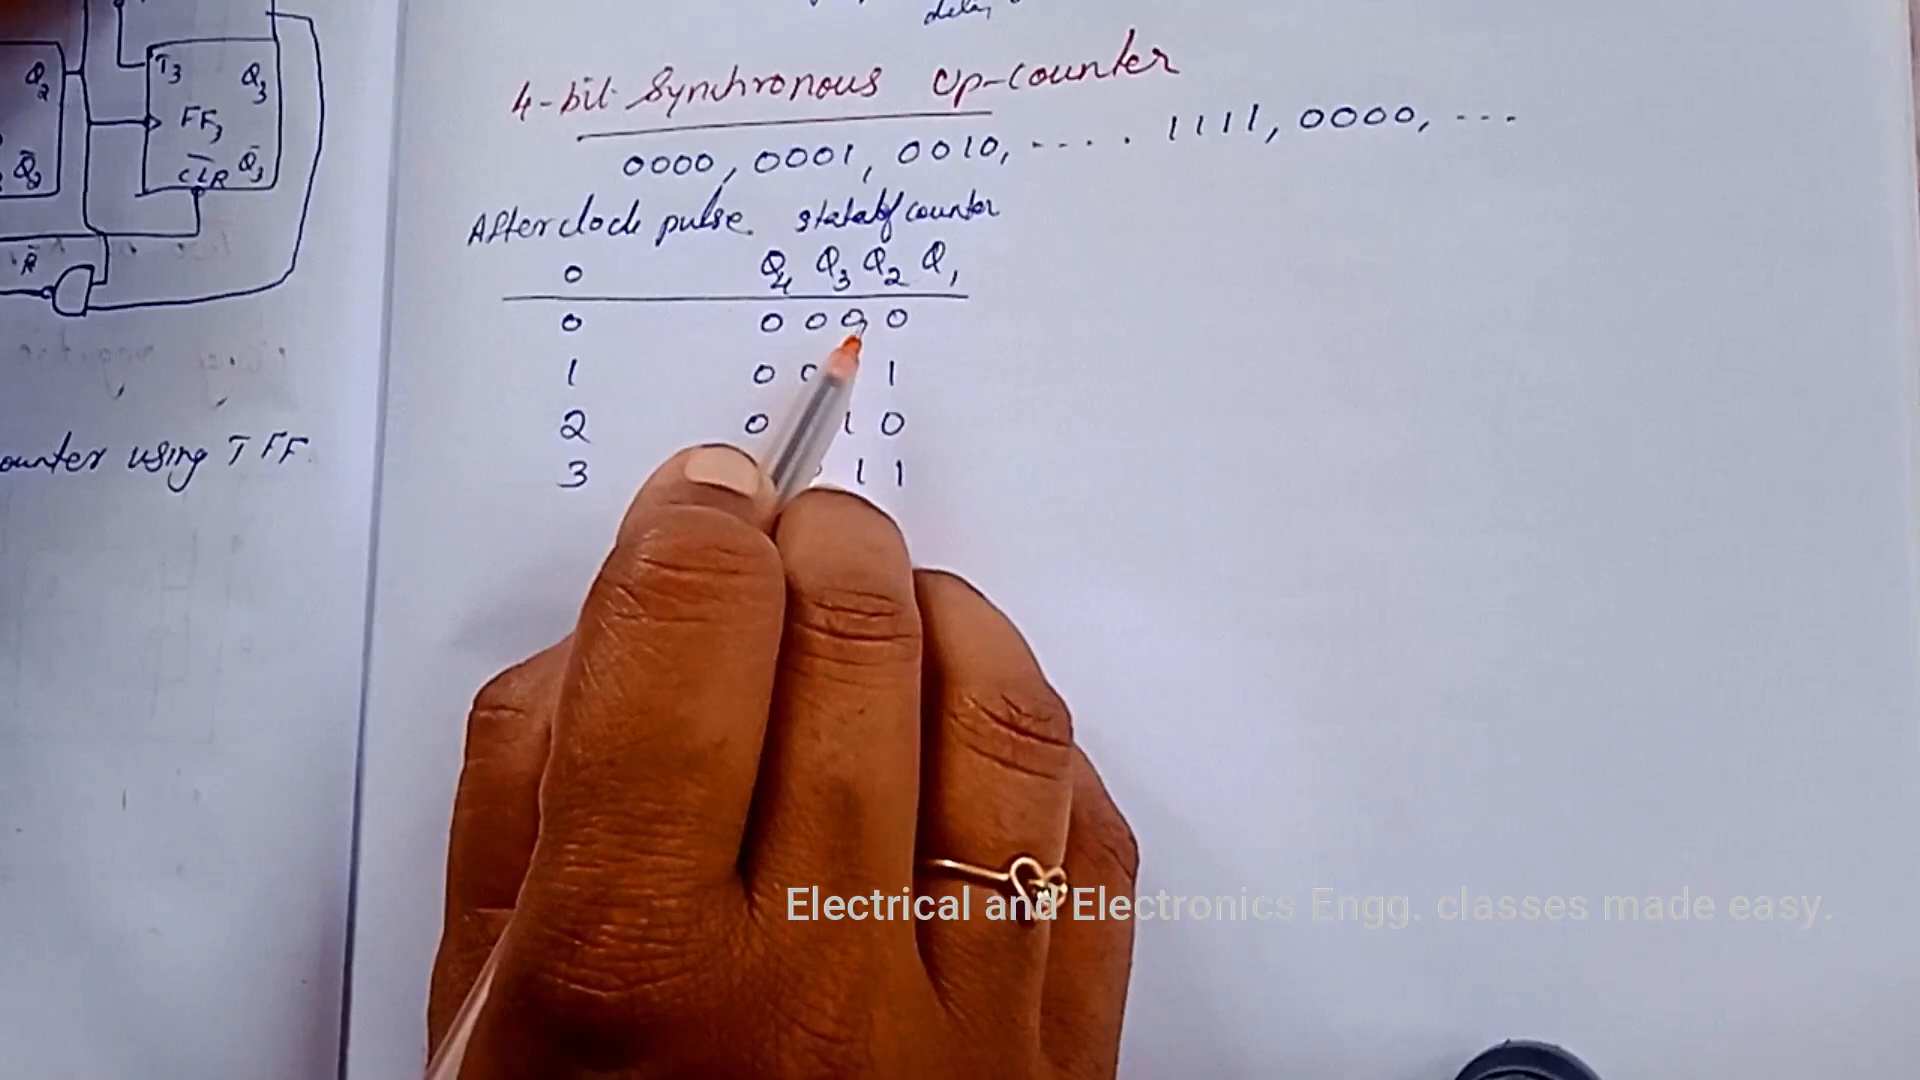 delay
4-bit Synchronous Up-Counter
0000, 0001, 0010, ----. 1111, 0000, ---
After clock pulse. state of counter
0 Q4 Q3 Q2 Q1
0 0 0 0 0
1 0 0 1
2 0 1 0
3 1 1
Q2
Q̄2
T3 Q3
FF3
CLR Q̄3
R̄
ounter using T FF.
Electrical and Electronics Engg. classes made easy.